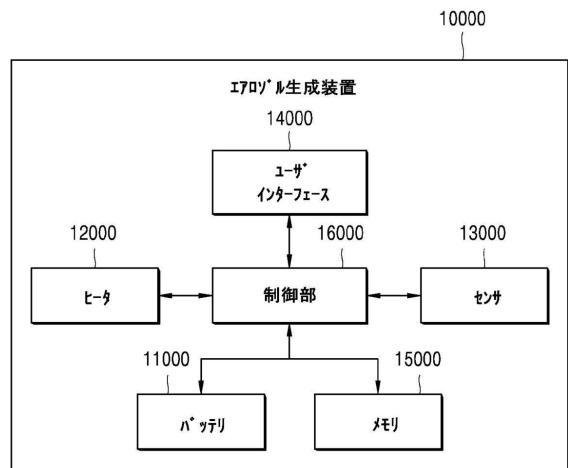 10000
ｴｱﾛｿﾞﾙ生成装置
14000
ﾕｰｻﾞ
ｲﾝﾀｰﾌｪｰｽ
12000
16000
13000
ﾋｰﾀ
制御部
ｾﾝｻ
11000
15000
ﾊﾞｯﾃﾘ
ﾒﾓﾘ